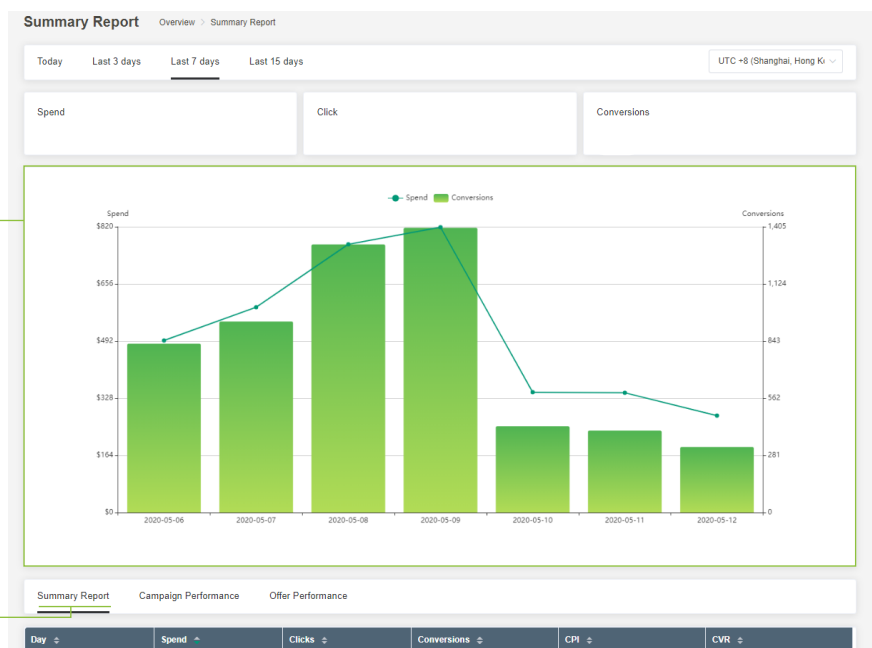 Summary Report Overview > Summary Report
Today Last 3 days Last 7 days Last 15 days UTC +8 (Shanghai, Hong
Spend Click Conversions
Spend Conversions
Spend Conversions
$820 1,405
$656 1,124
$492 843
$328 562
$164 281
$0 0
2020-05-06 2020-05-07 2020-05-08 2020-05-09 2020-05-10 2020-05-11 2020-05-12
Summary Report Campaign Performance Offer Performance
Day Spend Clicks Conversions CPI CVR